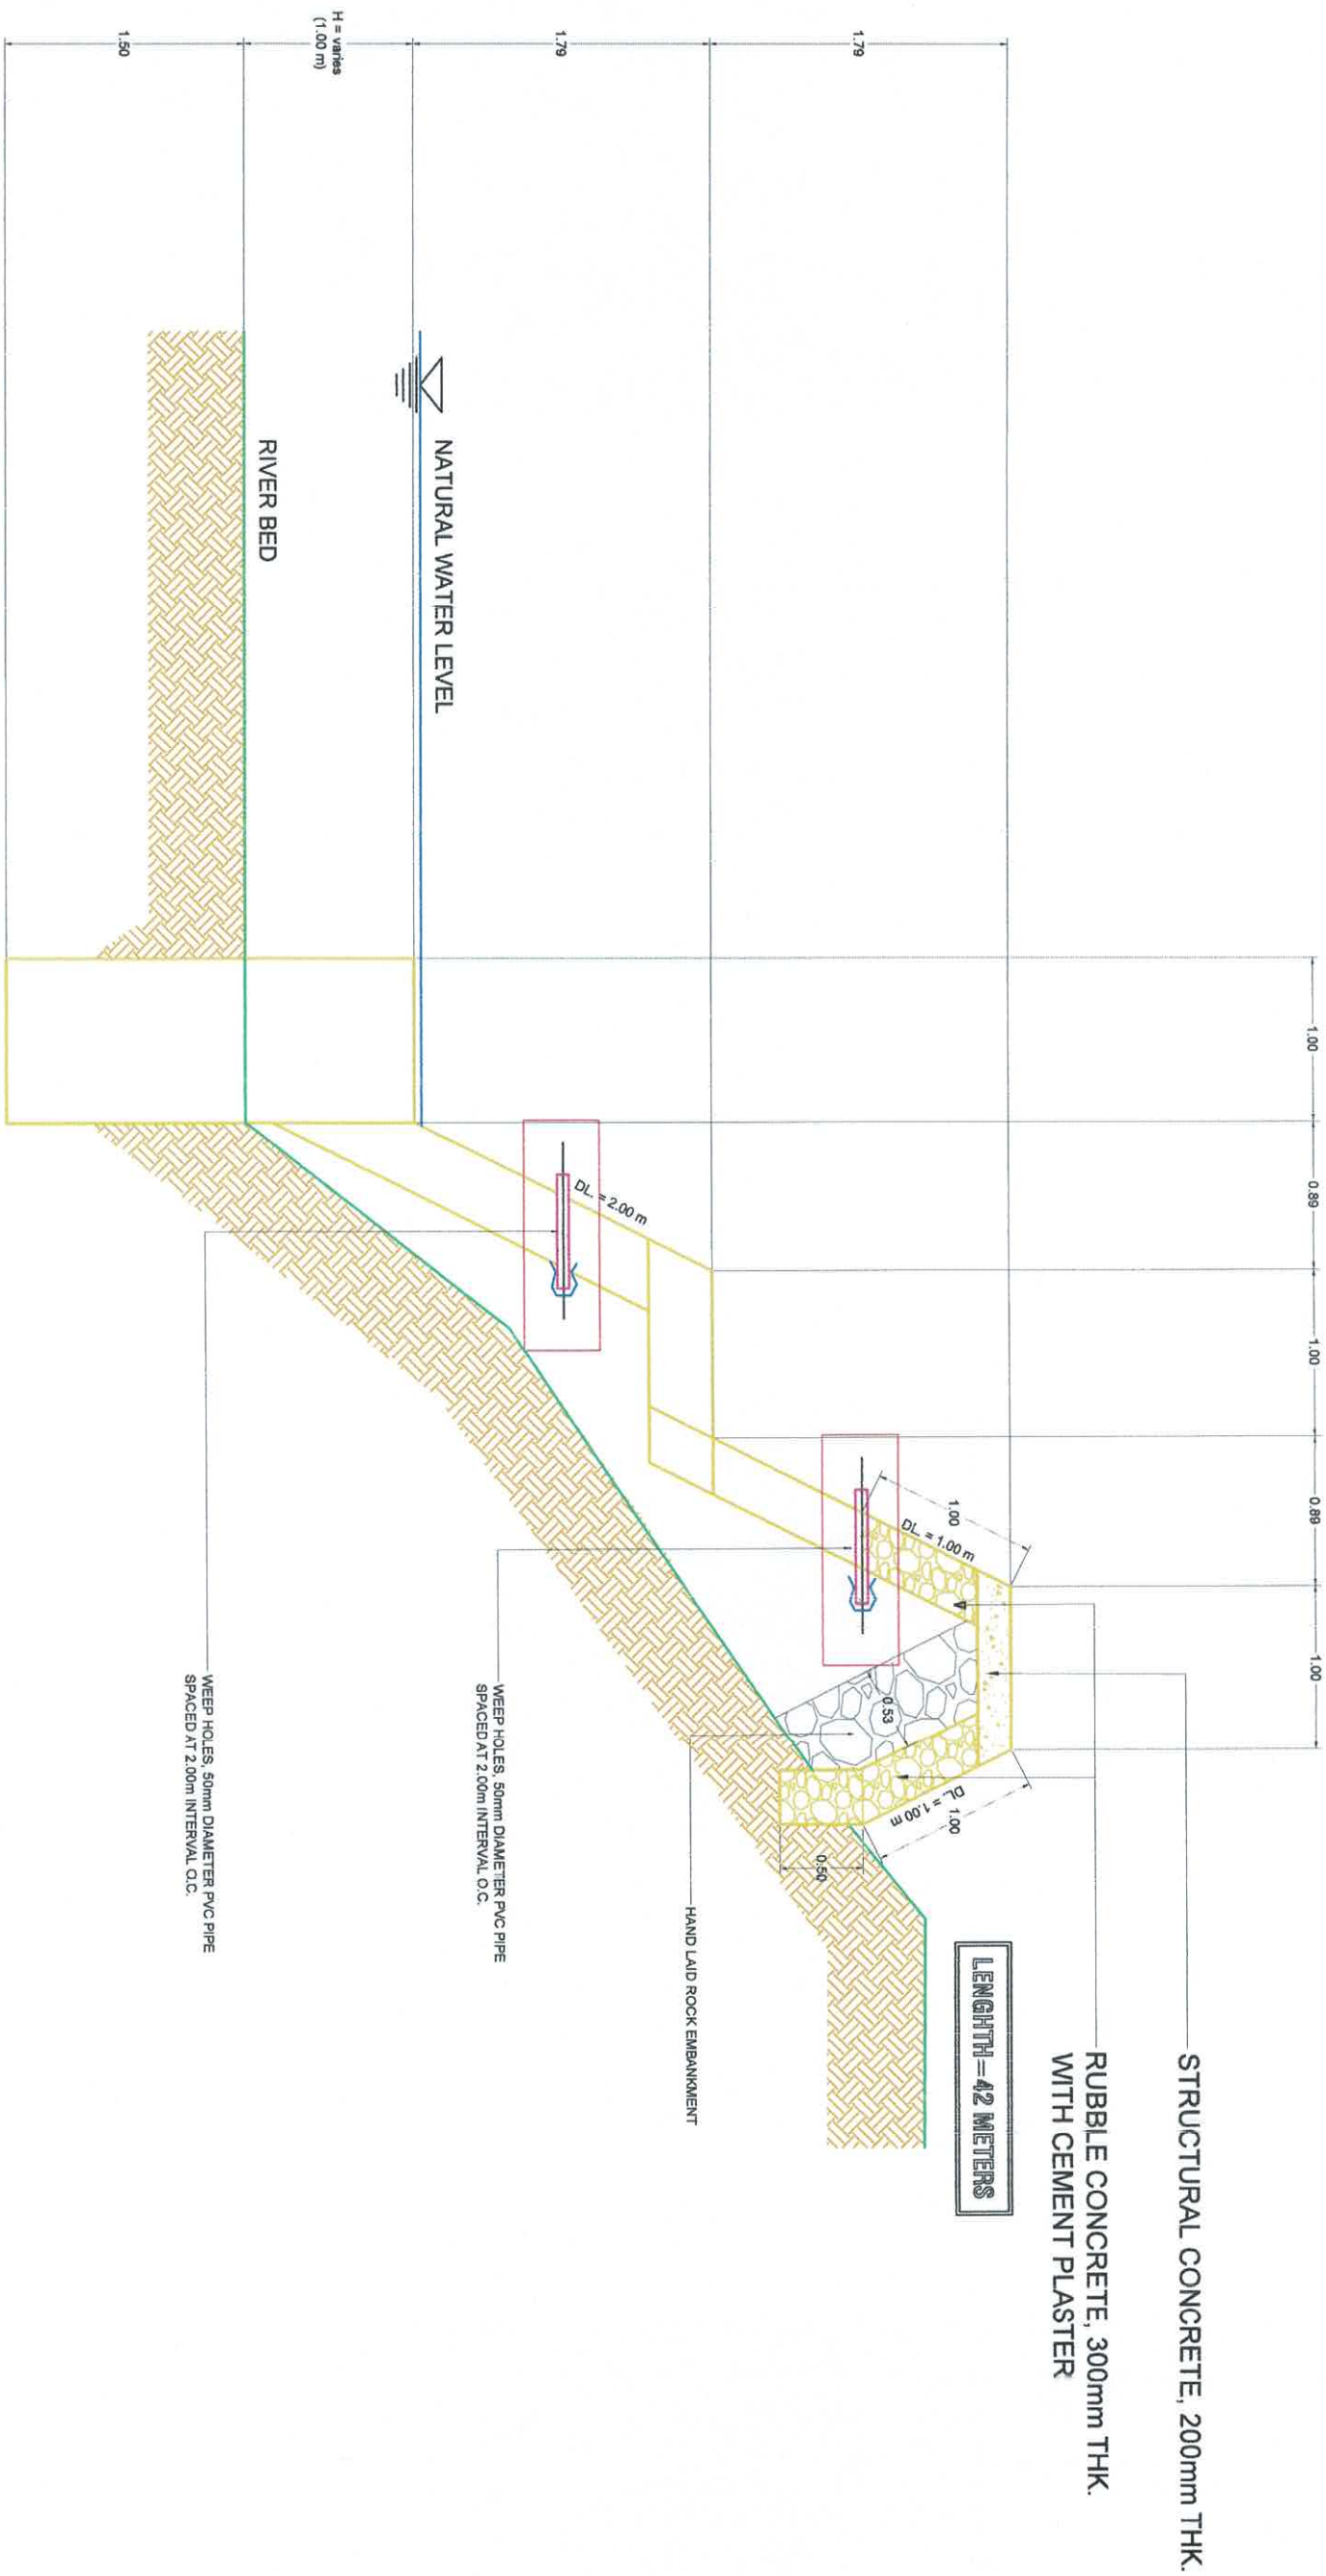 STRUCTURAL CONCRETE, 200mm THK.
RUBBLE CONCRETE, 300mm THK.
WITH CEMENT PLASTER
LENGHTH=42 METERS
1.00
0.89
1.00
0.89
1.00
1.79
1.79
H = varies
(1.00 m)
1.50
1.00
DL. = 1.00 m
DL. = 1.00 m
1.00
0.53
0.50
DL. = 2.00 m
NATURAL WATER LEVEL
RIVER BED
HAND LAID ROCK EMBANKMENT
WEEP HOLES, 50mm DIAMETER PVC PIPE
SPACED AT 2.00m INTERVAL O.C.
WEEP HOLES, 50mm DIAMETER PVC PIPE
SPACED AT 2.00m INTERVAL O.C.